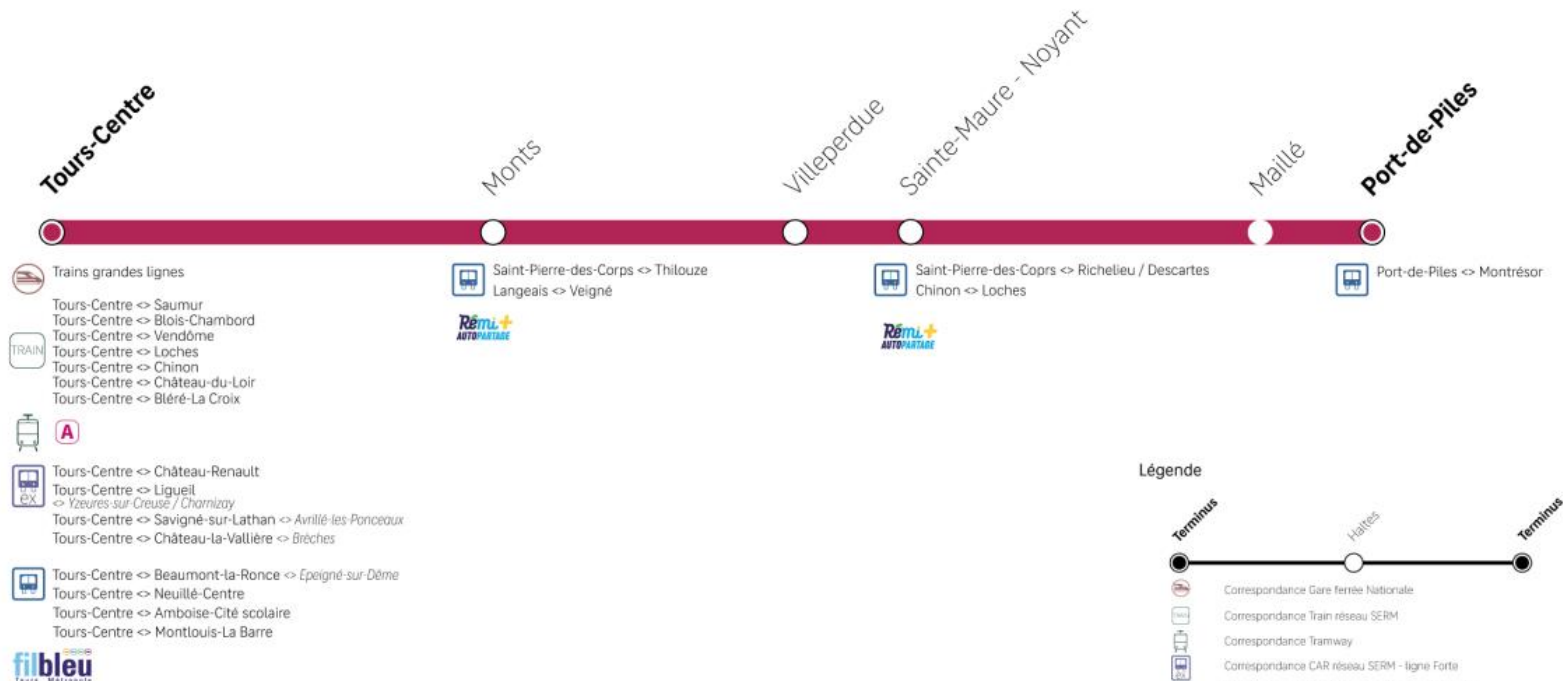 Tours-Centre
Monts
Villeperdue
Sainte-Maure - Noyant
Maillé
Port-de-Piles
Trains grandes lignes
TRAIN
Tours-Centre <> Saumur
Tours-Centre <> Blois-Chambord
Tours-Centre <> Vendôme
Tours-Centre <> Loches
Tours-Centre <> Chinon
Tours-Centre <> Château-du-Loir
Tours-Centre <> Bléré-La Croix
A
ex
Tours-Centre <> Château-Renault
Tours-Centre <> Ligueil
<> Yzeures-sur-Creuse / Charnizay
Tours-Centre <> Savigné-sur-Lathan <> Avrillé-les-Ponceaux
Tours-Centre <> Château-la-Vallière <> Brèches
Tours-Centre <> Beaumont-la-Ronce <> Epeigné-sur-Dême
Tours-Centre <> Neuillé-Centre
Tours-Centre <> Amboise-Cité scolaire
Tours-Centre <> Montlouis-La Barre
filbleu
Tours Métropole
Saint-Pierre-des-Corps <> Thilouze
Langeais <> Veigné
Rémi +
AUTOPARTAGE
Saint-Pierre-des-Coprs <> Richelieu / Descartes
Chinon <> Loches
Rémi +
AUTOPARTAGE
Port-de-Piles <> Montrésor
Légende
Terminus
Haltes
Terminus
Correspondance Gare ferrée Nationale
TRAIN
Correspondance Train réseau SERM
Correspondance Tramway
ex
Correspondance CAR réseau SERM - ligne Forte